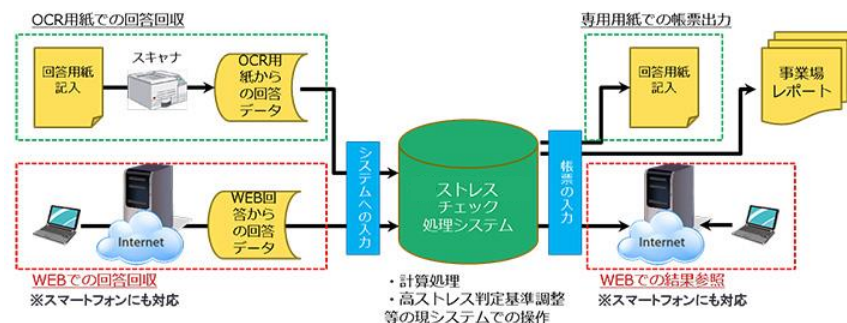 OCR用紙での回答回収
専用用紙での帳票出力
回答用紙
記入
スキャナ
OCR用
紙から
の回答
データ
回答用紙
記入
事業場
レポート
システムへの入力
ストレス
チェック
処理システム
帳票の入力
Internet
WEB回
答から
の回答
データ
Internet
WEBでの回答回収
※スマートフォンにも対応
・計算処理
・高ストレス判定基準調整
等の現システムでの操作
WEBでの結果参照
※スマートフォンにも対応